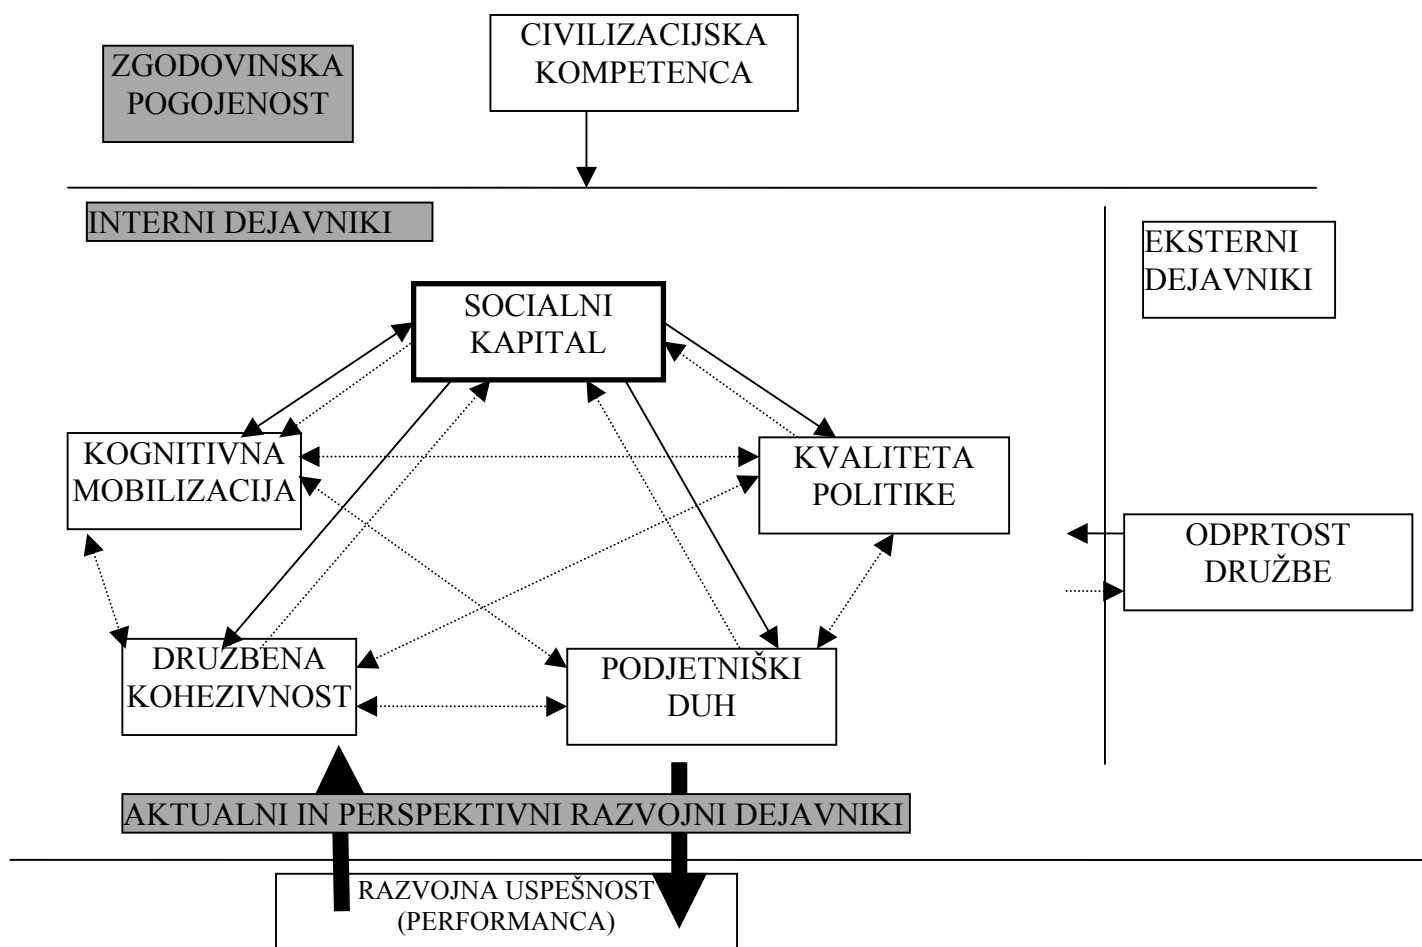 ZGODOVINSKA
POGOJENOST
CIVILIZACIJSKA
KOMPETENCA
INTERNI DEJAVNIKI
EKSTERNI
DEJAVNIKI
SOCIALNI
KAPITAL
KOGNITIVNA
MOBILIZACIJA
KVALITETA
POLITIKE
ODPRTOST
DRUŽBE
DRUZBENA
KOHEZIVNOST
PODJETNIŠKI
DUH
AKTUALNI IN PERSPEKTIVNI RAZVOJNI DEJAVNIKI
RAZVOJNA USPEŠNOST
(PERFORMANCA)